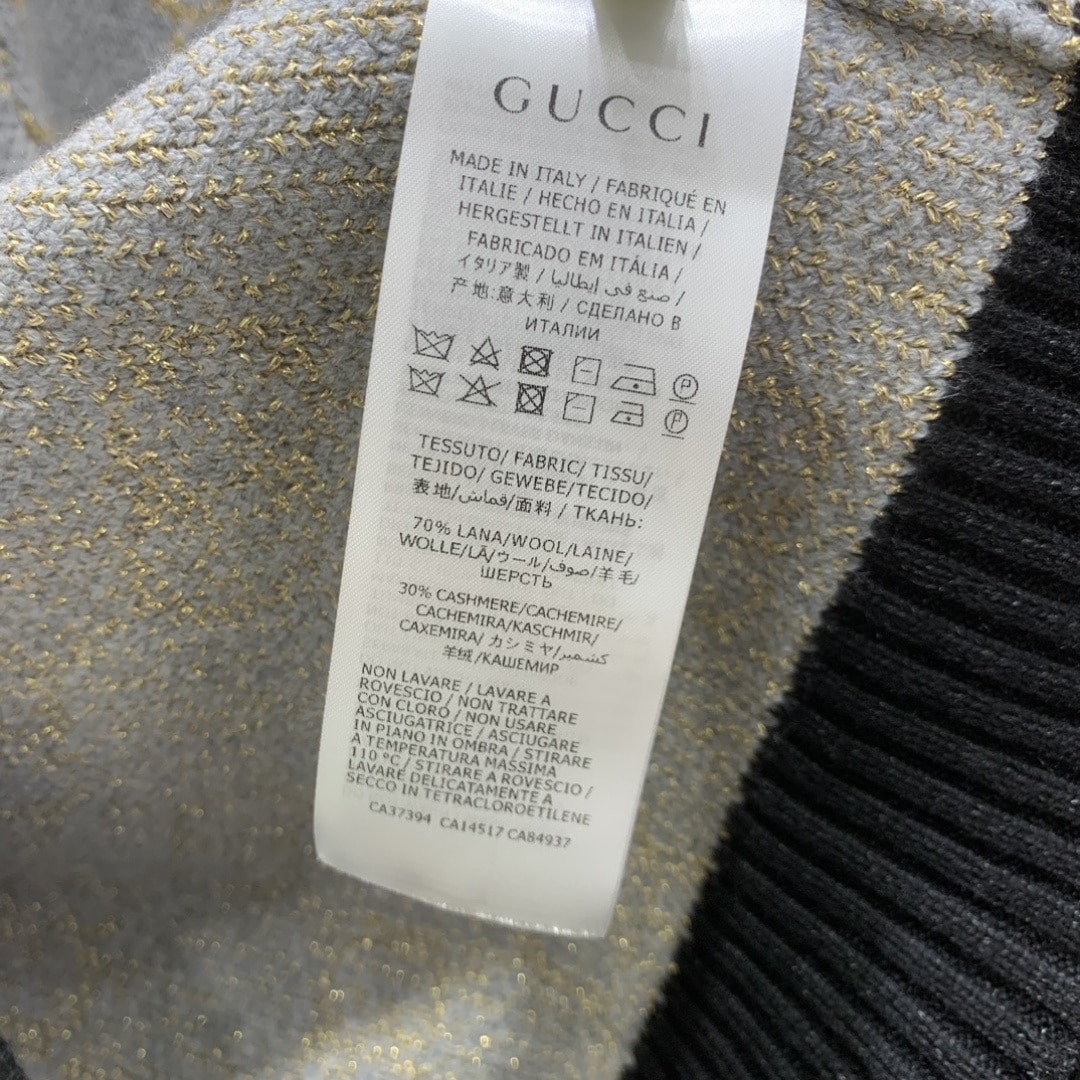 GUCCI
MADE IN ITALY / FABRIQUÉ EN
ITALIE / HECHO EN ITALIA /
HERGESTELLT IN ITALIEN /
FABRICADO EM ITÁLIA /
イタリア製 / صنع في إيطاليا /
产地:意大利 / СДЕЛАНО В
ИТАЛИИ
P
P
TESSUTO/ FABRIC/ TISSU/
TEJIDO/ GEWEBE/TECIDO/
表地/قماش/面料 / ТКАНЬ:
70% LANA/WOOL/LAINE/
WOLLE/LÃ/ウール/صوف/羊毛/
ШЕРСТЬ
30% CASHMERE/CACHEMIRE/
CACHEMIRA/KASCHMIR/
CAXEMIRA/ カシミヤ/كشمير/
羊绒/КАШЕМИР
NON LAVARE / LAVARE A
ROVESCIO / NON TRATTARE
CON CLORO / NON USARE
ASCIUGATRICE / ASCIUGARE
IN PIANO IN OMBRA / STIRARE
A TEMPERATURA MASSIMA
110 °C / STIRARE A ROVESCIO /
LAVARE DELICATAMENTE A
SECCO IN TETRACLOROETILENE
CA37394 CA14517 CA84937